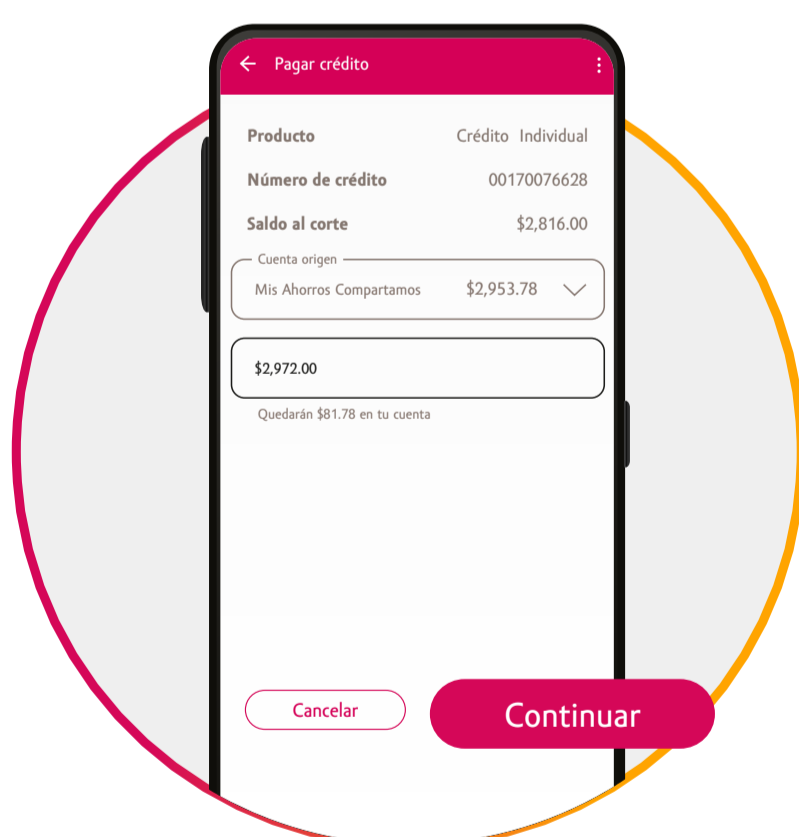 Pagar crédito
Producto Crédito Individual
Número de crédito 00170076628
Saldo al corte $2,816.00
Cuenta origen
Mis Ahorros Compartamos $2,953.78
$2,972.00
Quedarán $81.78 en tu cuenta
Cancelar Continuar